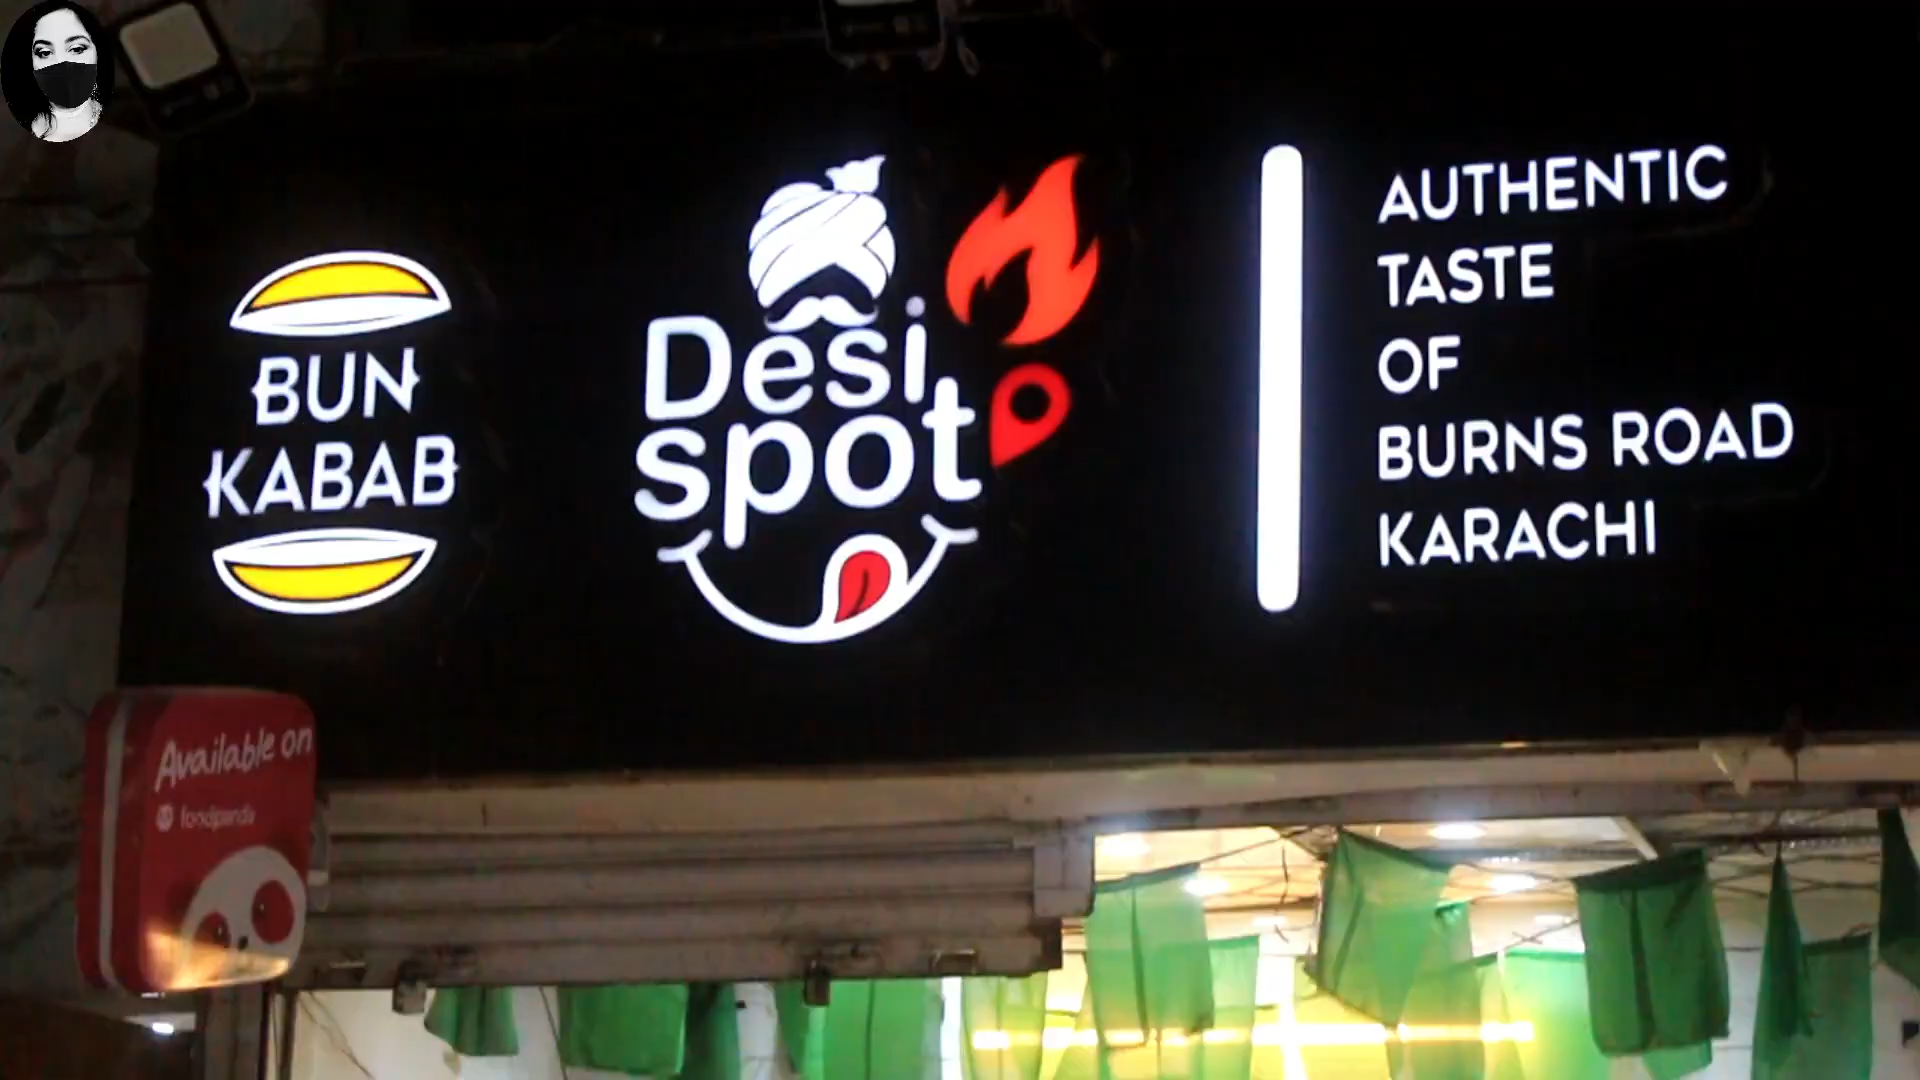 BUN
KABAB
Desi
spot
AUTHENTIC
TASTE
OF
BURNS ROAD
KARACHI
Available on
foodpanda